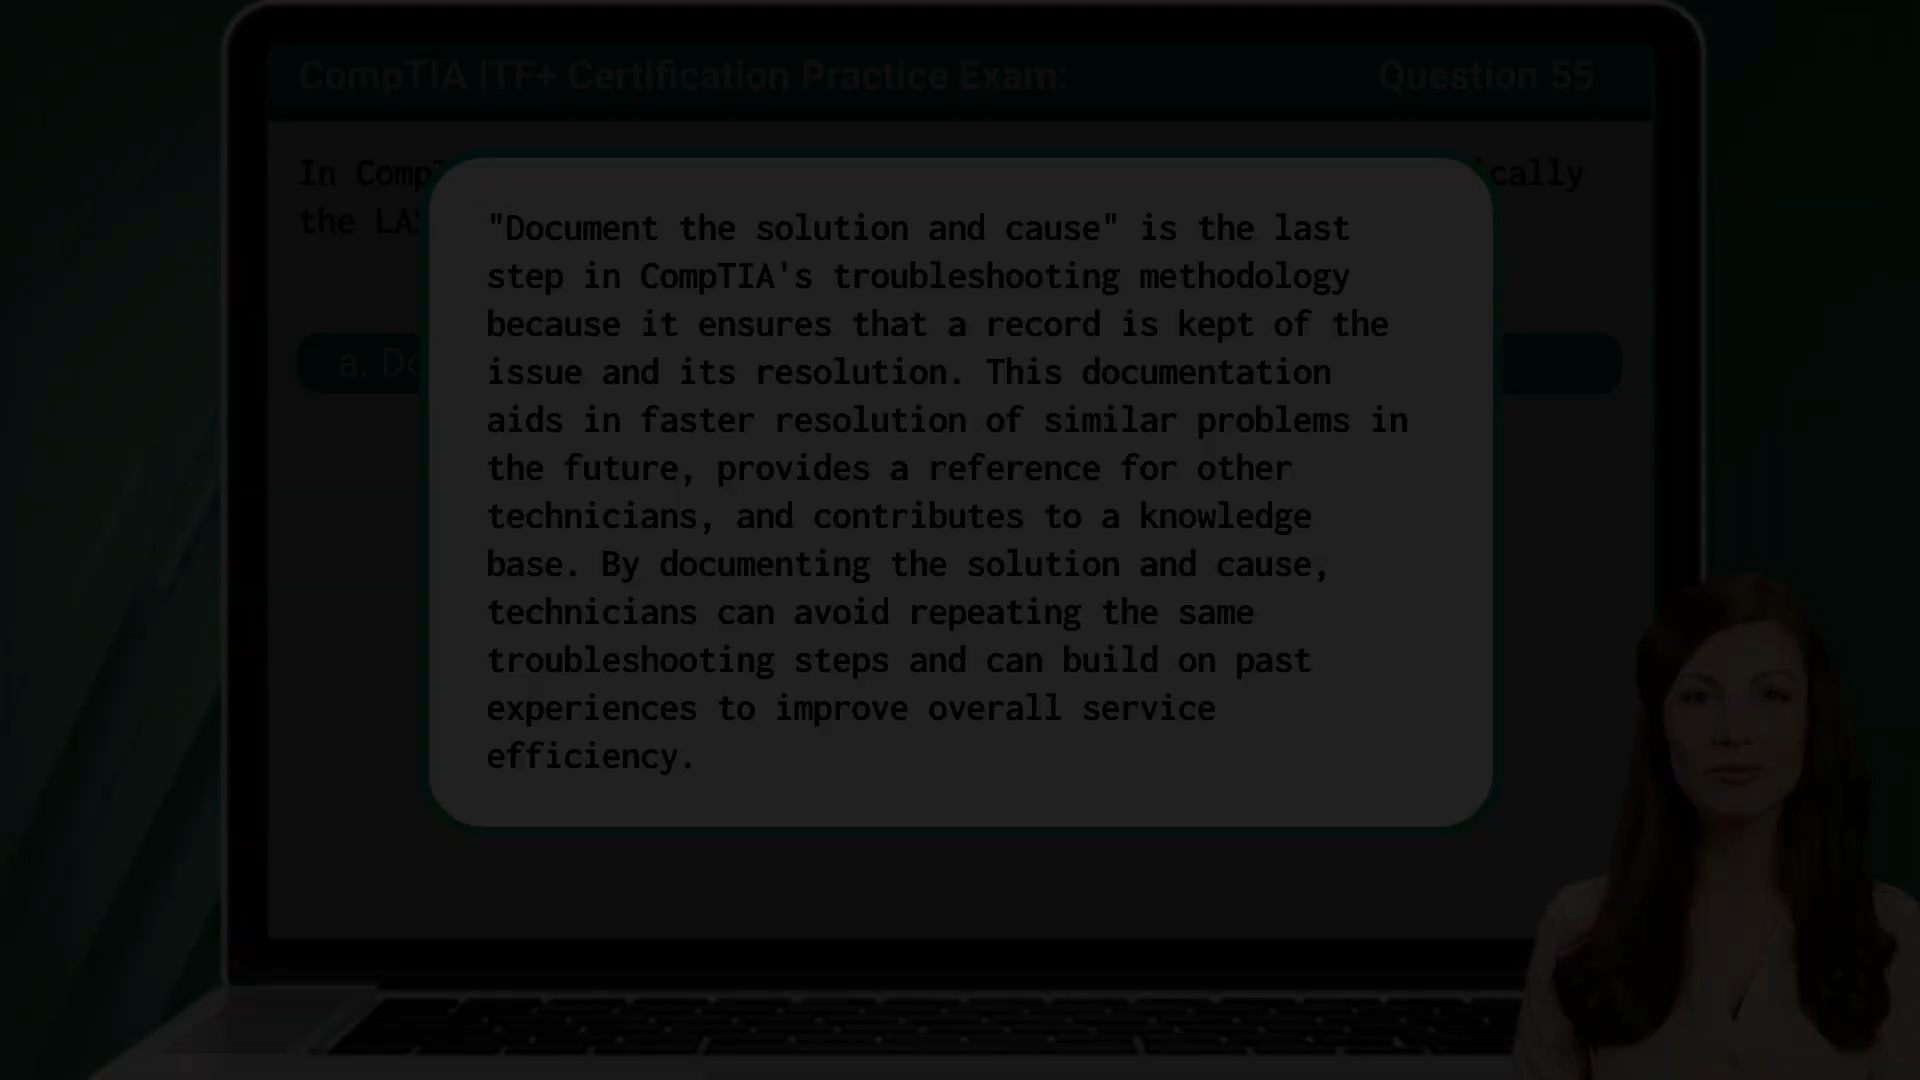 CompTIA ITF+ Certification Practice Exam: Question 55
In Comp cally
the LAS
a. Do
"Document the solution and cause" is the last
step in CompTIA's troubleshooting methodology
because it ensures that a record is kept of the
issue and its resolution. This documentation
aids in faster resolution of similar problems in
the future, provides a reference for other
technicians, and contributes to a knowledge
base. By documenting the solution and cause,
technicians can avoid repeating the same
troubleshooting steps and can build on past
experiences to improve overall service
efficiency.